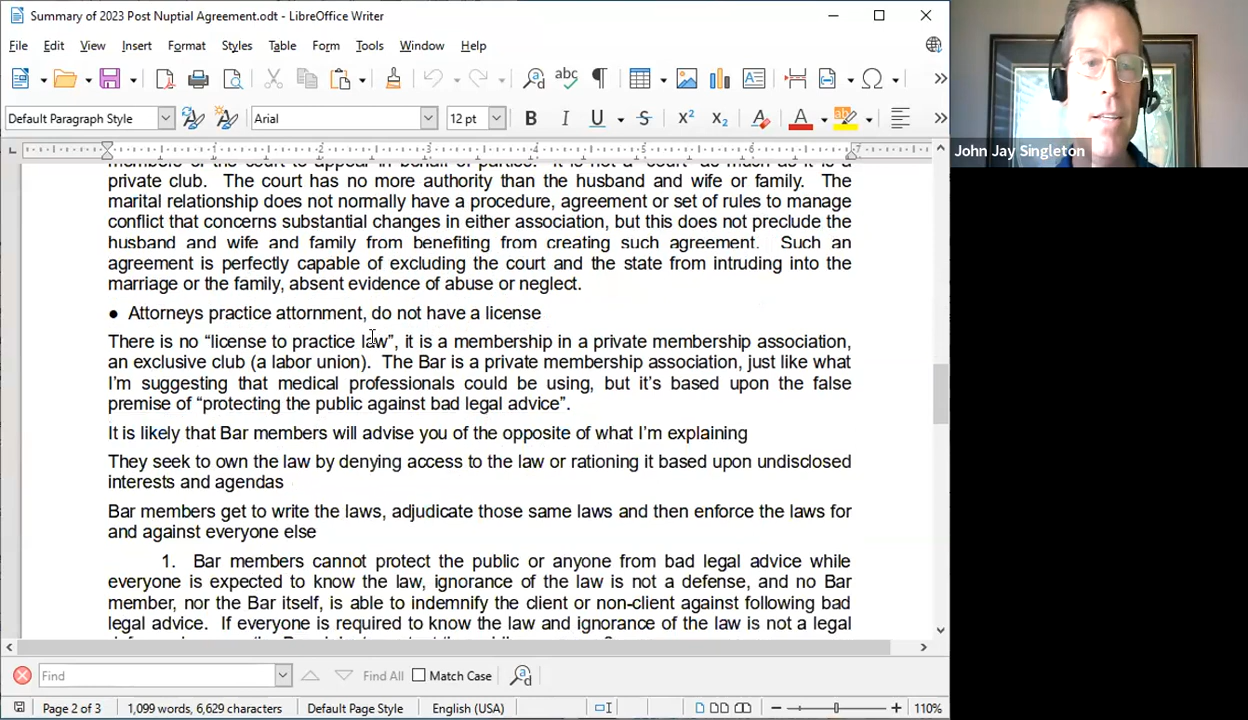 Summary of 2023 Post Nuptial Agreement.odt - LibreOffice Writer
File Edit View Insert Format Styles Table Form Tools Window Help
Default Paragraph Style Arial 12 pt
1 2 3 4 5 6 7
private club. The court has no more authority than the husband and wife or family. The
marital relationship does not normally have a procedure, agreement or set of rules to manage
conflict that concerns substantial changes in either association, but this does not preclude the
husband and wife and family from benefiting from creating such agreement. Such an
agreement is perfectly capable of excluding the court and the state from intruding into the
marriage or the family, absent evidence of abuse or neglect.
● Attorneys practice attornment, do not have a license
There is no “license to practice law”, it is a membership in a private membership association,
an exclusive club (a labor union). The Bar is a private membership association, just like what
I’m suggesting that medical professionals could be using, but it’s based upon the false
premise of “protecting the public against bad legal advice”.
It is likely that Bar members will advise you of the opposite of what I’m explaining
They seek to own the law by denying access to the law or rationing it based upon undisclosed
interests and agendas
Bar members get to write the laws, adjudicate those same laws and then enforce the laws for
and against everyone else
1. Bar members cannot protect the public or anyone from bad legal advice while
everyone is expected to know the law, ignorance of the law is not a defense, and no Bar
member, nor the Bar itself, is able to indemnify the client or non-client against following bad
legal advice. If everyone is required to know the law and ignorance of the law is not a legal
Find Find All Match Case
Page 2 of 3 1,099 words, 6,629 characters Default Page Style English (USA) 110%
John Jay Singleton